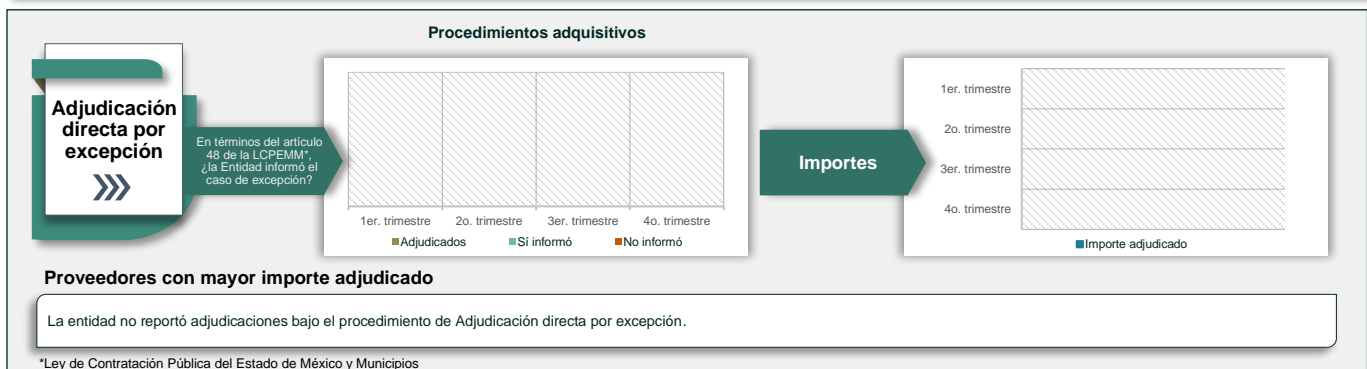 Procedimientos adquisitivos
Adjudicación
directa por
excepción
En términos del artículo
48 de la LCPEMM*,
¿la Entidad informó el
caso de excepción?
1er. trimestre 2o. trimestre 3er. trimestre 4o. trimestre
Adjudicados Sí informó No informó
Importes
1er. trimestre
2o. trimestre
3er. trimestre
4o. trimestre
Importe adjudicado
Proveedores con mayor importe adjudicado
La entidad no reportó adjudicaciones bajo el procedimiento de Adjudicación directa por excepción.
*Ley de Contratación Pública del Estado de México y Municipios